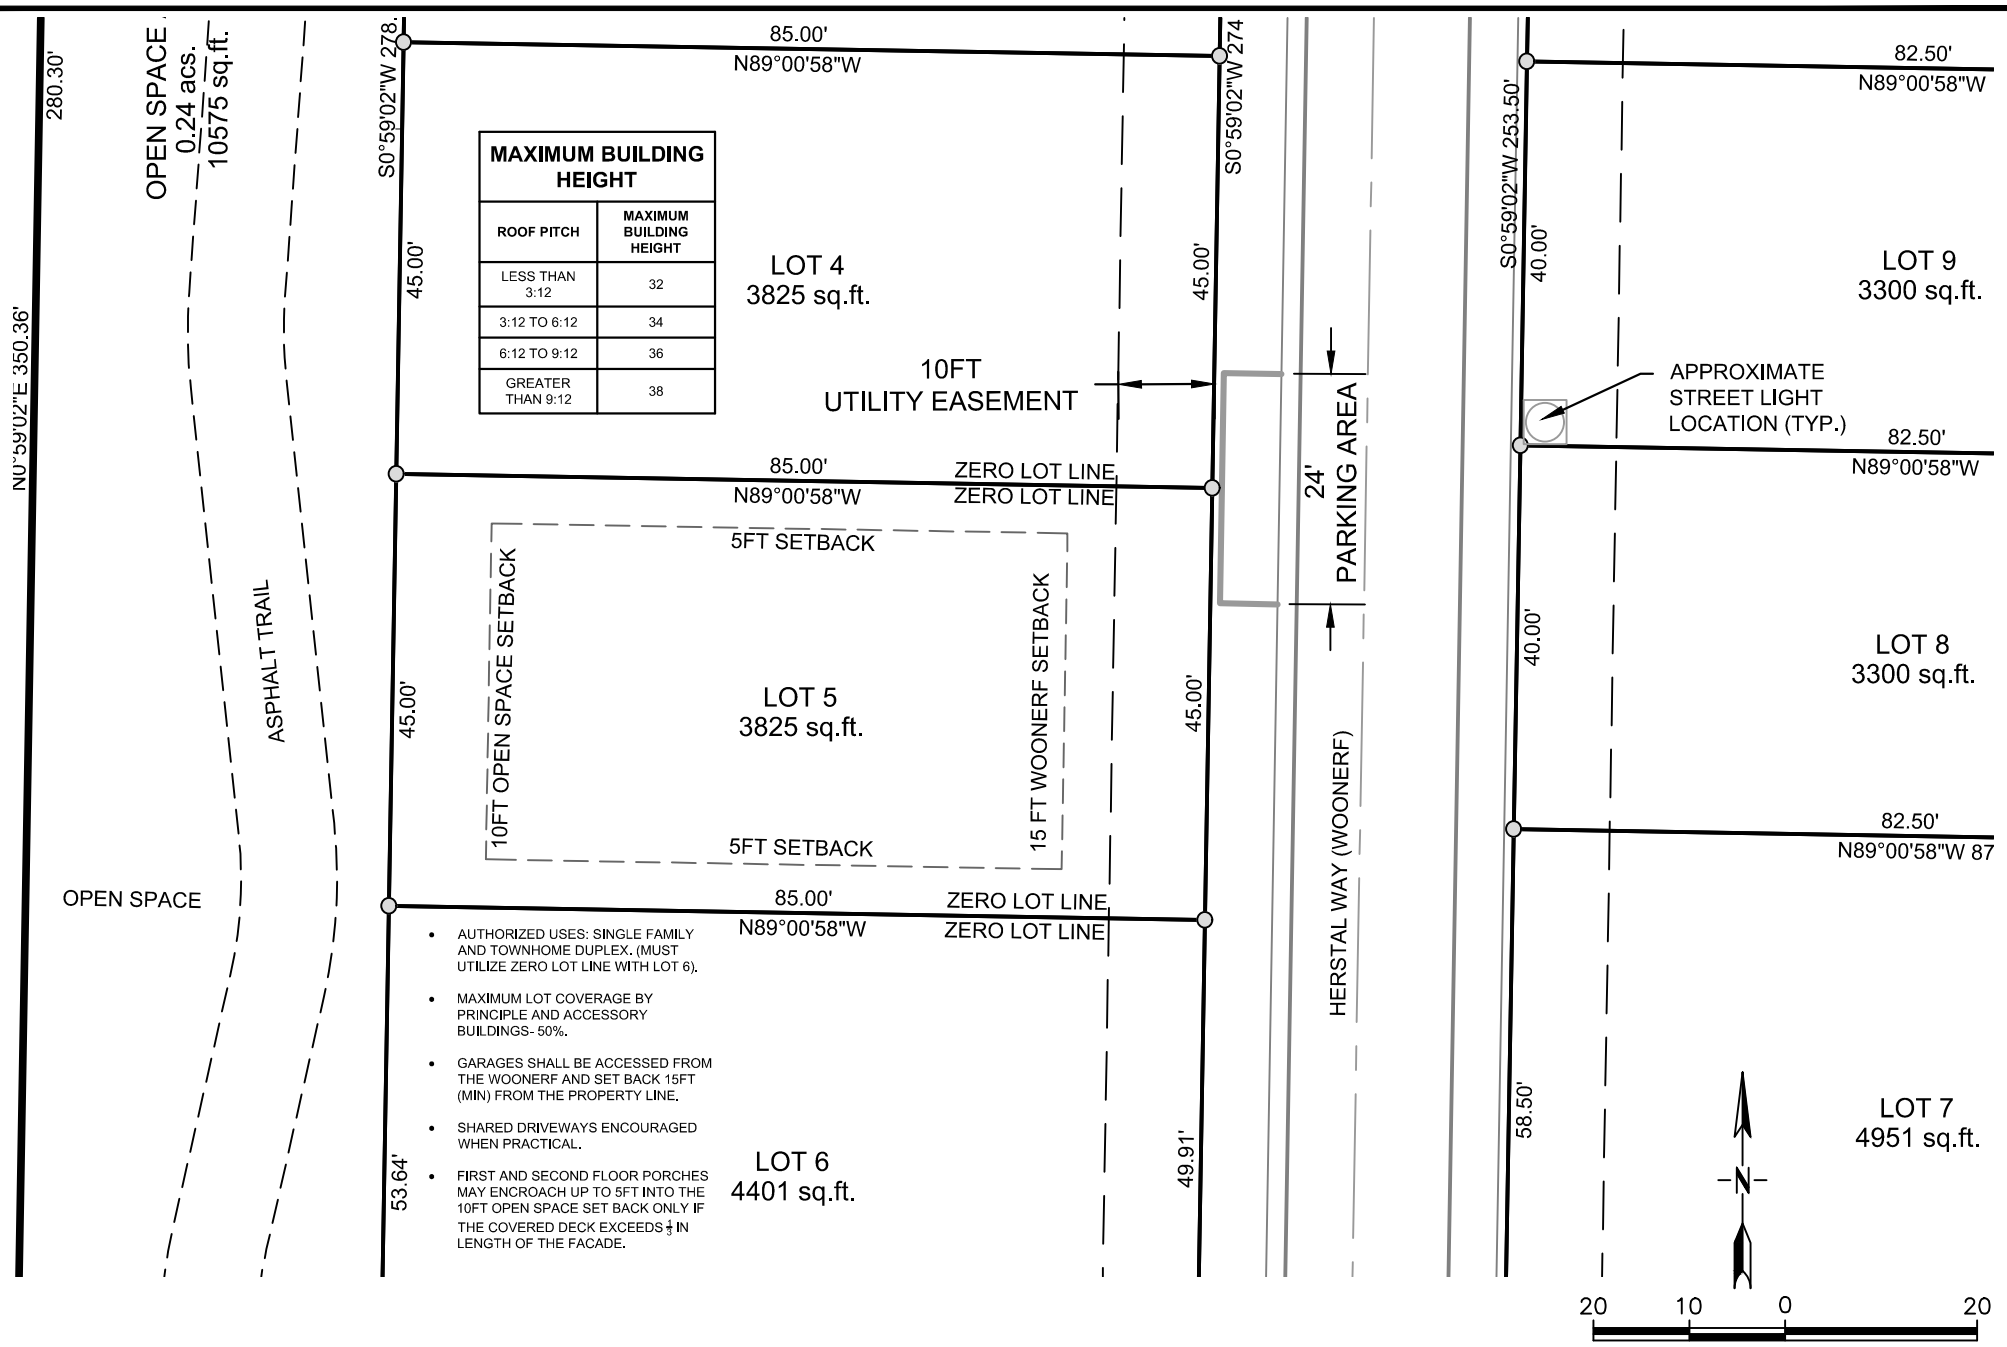 280.30'
N0°59'02"E 350.36'
OPEN SPACE
0.24 acs.
10575 sq.ft.
ASPHALT TRAIL
OPEN SPACE
S0°59'02"W 278.
85.00'
N89°00'58"W
S0°59'02"W 274
MAXIMUM BUILDING
HEIGHT
ROOF PITCH
MAXIMUM
BUILDING
HEIGHT
LESS THAN
3:12
32
3:12 TO 6:12
34
6:12 TO 9:12
36
GREATER
THAN 9:12
38
45.00'
LOT 4
3825 sq.ft.
45.00'
10FT
UTILITY EASEMENT
85.00'
N89°00'58"W
ZERO LOT LINE
ZERO LOT LINE
5FT SETBACK
10FT OPEN SPACE SETBACK
15 FT WOONERF SETBACK
45.00'
LOT 5
3825 sq.ft.
45.00'
5FT SETBACK
85.00'
N89°00'58"W
ZERO LOT LINE
ZERO LOT LINE
• AUTHORIZED USES: SINGLE FAMILY
AND TOWNHOME DUPLEX. (MUST
UTILIZE ZERO LOT LINE WITH LOT 6).
• MAXIMUM LOT COVERAGE BY
PRINCIPLE AND ACCESSORY
BUILDINGS- 50%.
• GARAGES SHALL BE ACCESSED FROM
THE WOONERF AND SET BACK 15FT
(MIN) FROM THE PROPERTY LINE.
• SHARED DRIVEWAYS ENCOURAGED
WHEN PRACTICAL.
• FIRST AND SECOND FLOOR PORCHES
MAY ENCROACH UP TO 5FT INTO THE
10FT OPEN SPACE SET BACK ONLY IF
THE COVERED DECK EXCEEDS 1/3 IN
LENGTH OF THE FACADE.
53.64'
LOT 6
4401 sq.ft.
49.91'
24'
PARKING AREA
HERSTAL WAY (WOONERF)
S0°59'02"W 253.50'
82.50'
N89°00'58"W
40.00'
LOT 9
3300 sq.ft.
APPROXIMATE
STREET LIGHT
LOCATION (TYP.)
82.50'
N89°00'58"W
40.00'
LOT 8
3300 sq.ft.
82.50'
N89°00'58"W 87
58.50'
LOT 7
4951 sq.ft.
N
20 10 0 20